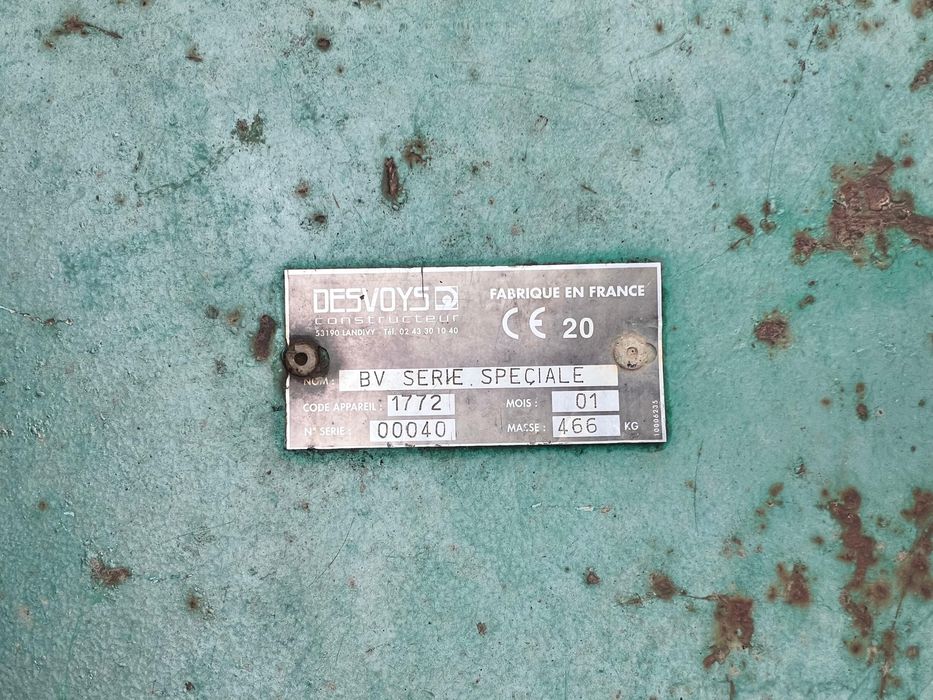 DESVOYS
constructeur
53190 LANDIVY - Tél. 02 43 30 10 40
FABRIQUE EN FRANCE
CE 20
NOM : BV SERIE SPECIALE
CODE APPAREIL : 1772
MOIS : 01
N° SERIE : 00040
MASSE : 466 KG
10006235